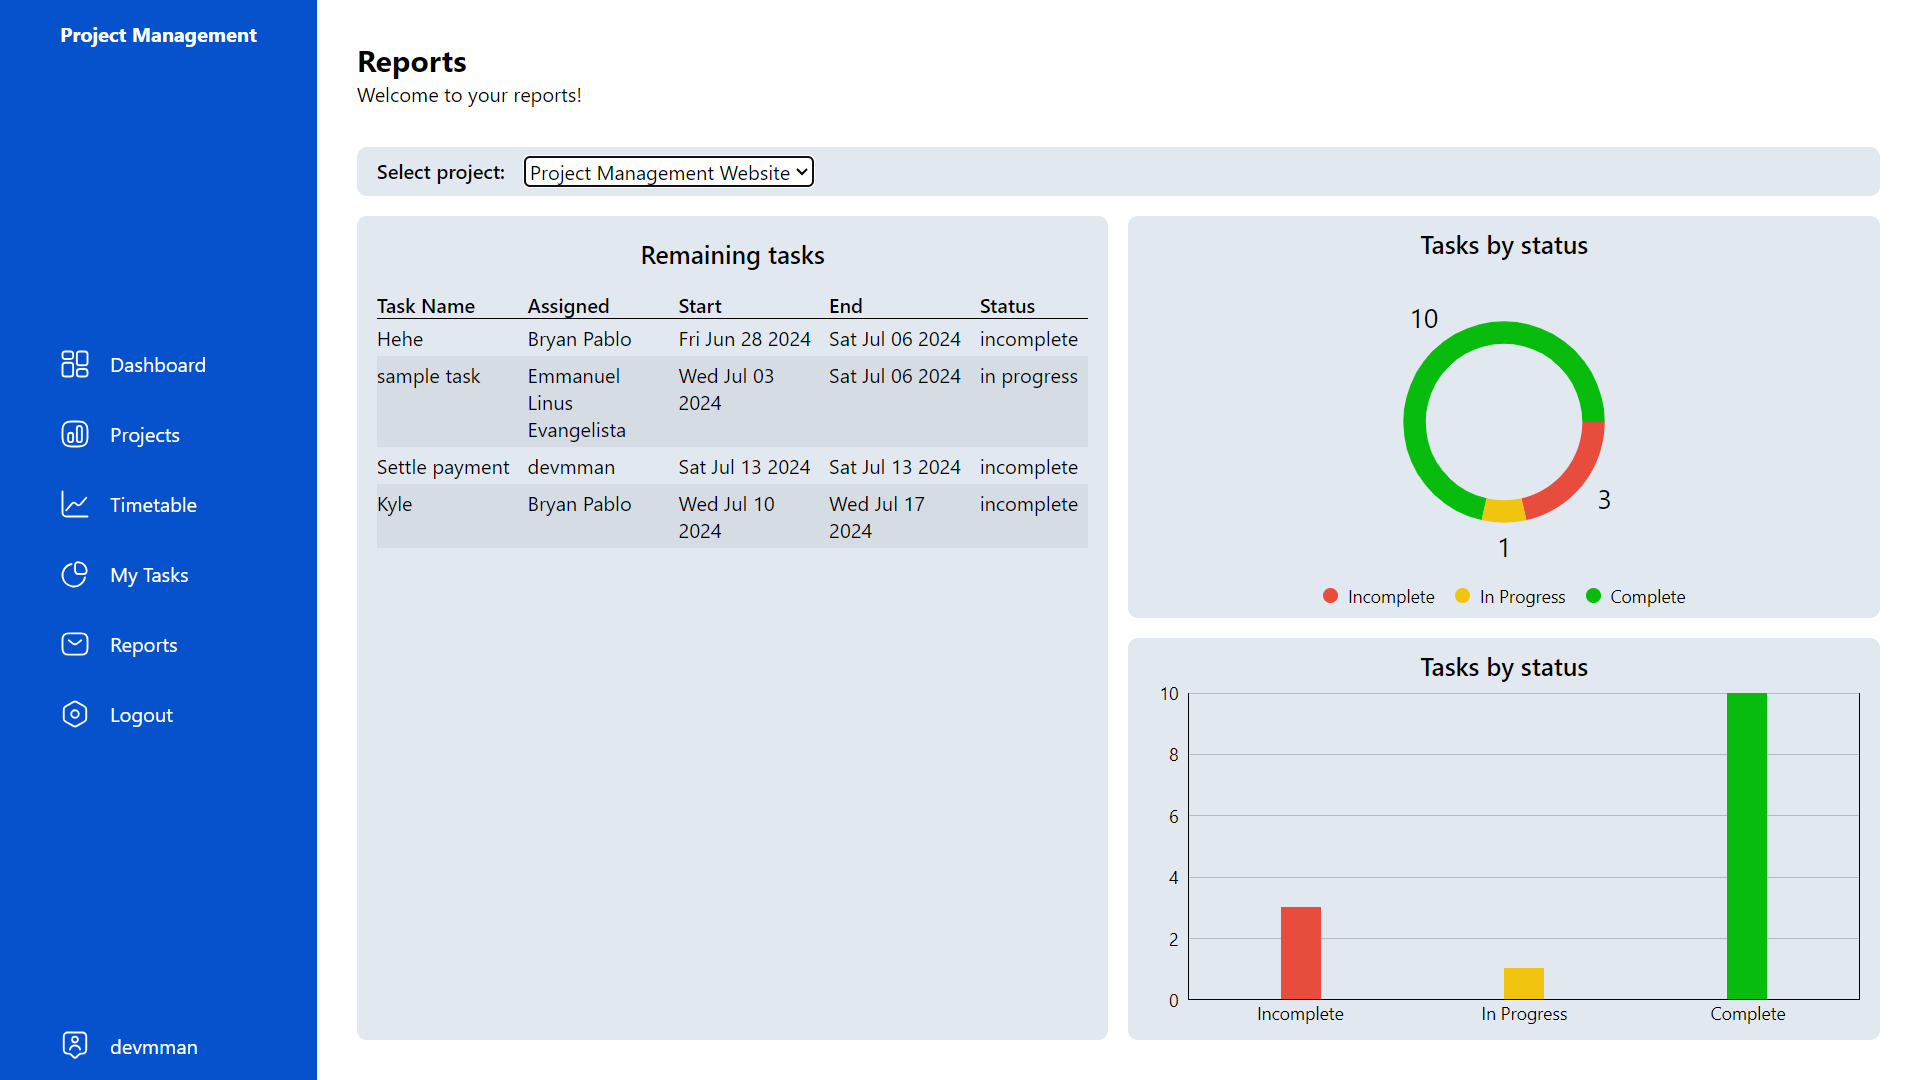 Project Management
Dashboard
Projects
Timetable
My Tasks
Reports
Logout
devmman
Reports
Welcome to your reports!
Select project: Project Management Website
Remaining tasks
Task Name Assigned Start End Status
Hehe Bryan Pablo Fri Jun 28 2024 Sat Jul 06 2024 incomplete
sample task Emmanuel Wed Jul 03 Sat Jul 06 2024 in progress
Linus 2024
Evangelista
Settle payment devmman Sat Jul 13 2024 Sat Jul 13 2024 incomplete
Kyle Bryan Pablo Wed Jul 10 Wed Jul 17 incomplete
2024 2024
Tasks by status
10
3
1
Incomplete In Progress Complete
Tasks by status
10
8
6
4
2
0
Incomplete In Progress Complete